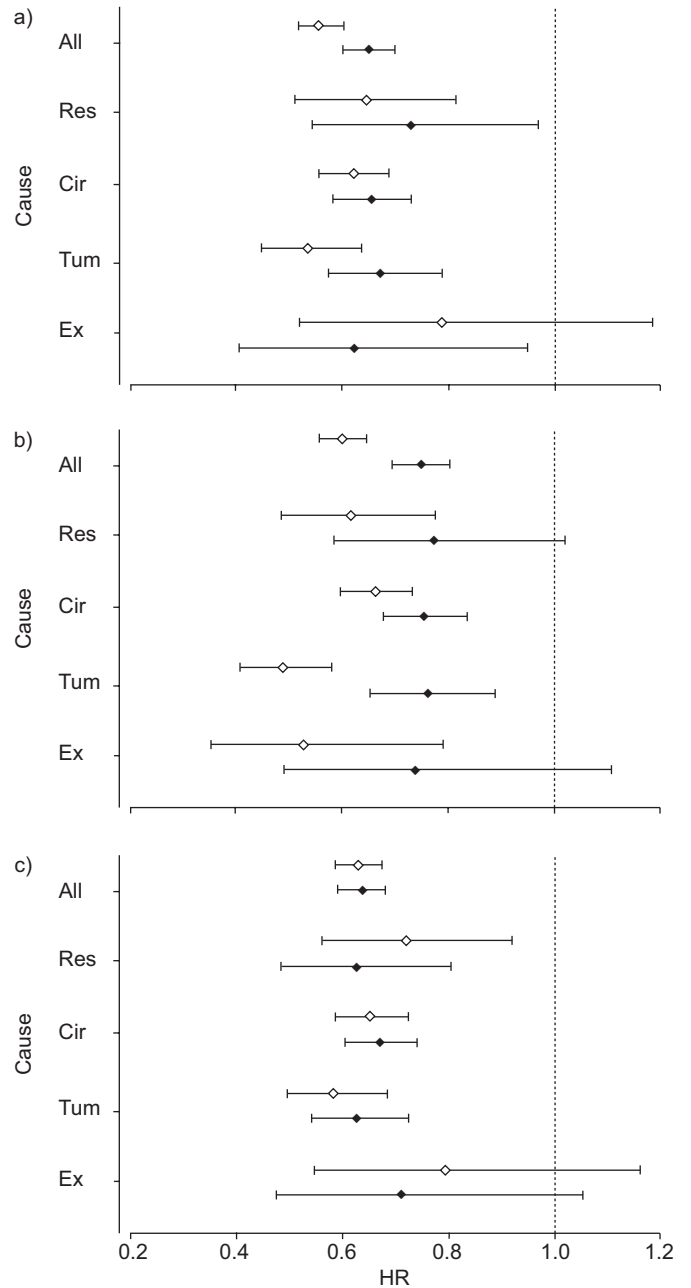 a)
All
Res
Cir
Tum
Ex
Cause
b)
All
Res
Cir
Tum
Ex
Cause
c)
All
Res
Cir
Tum
Ex
Cause
0.2 0.4 0.6 0.8 1.0 1.2
HR